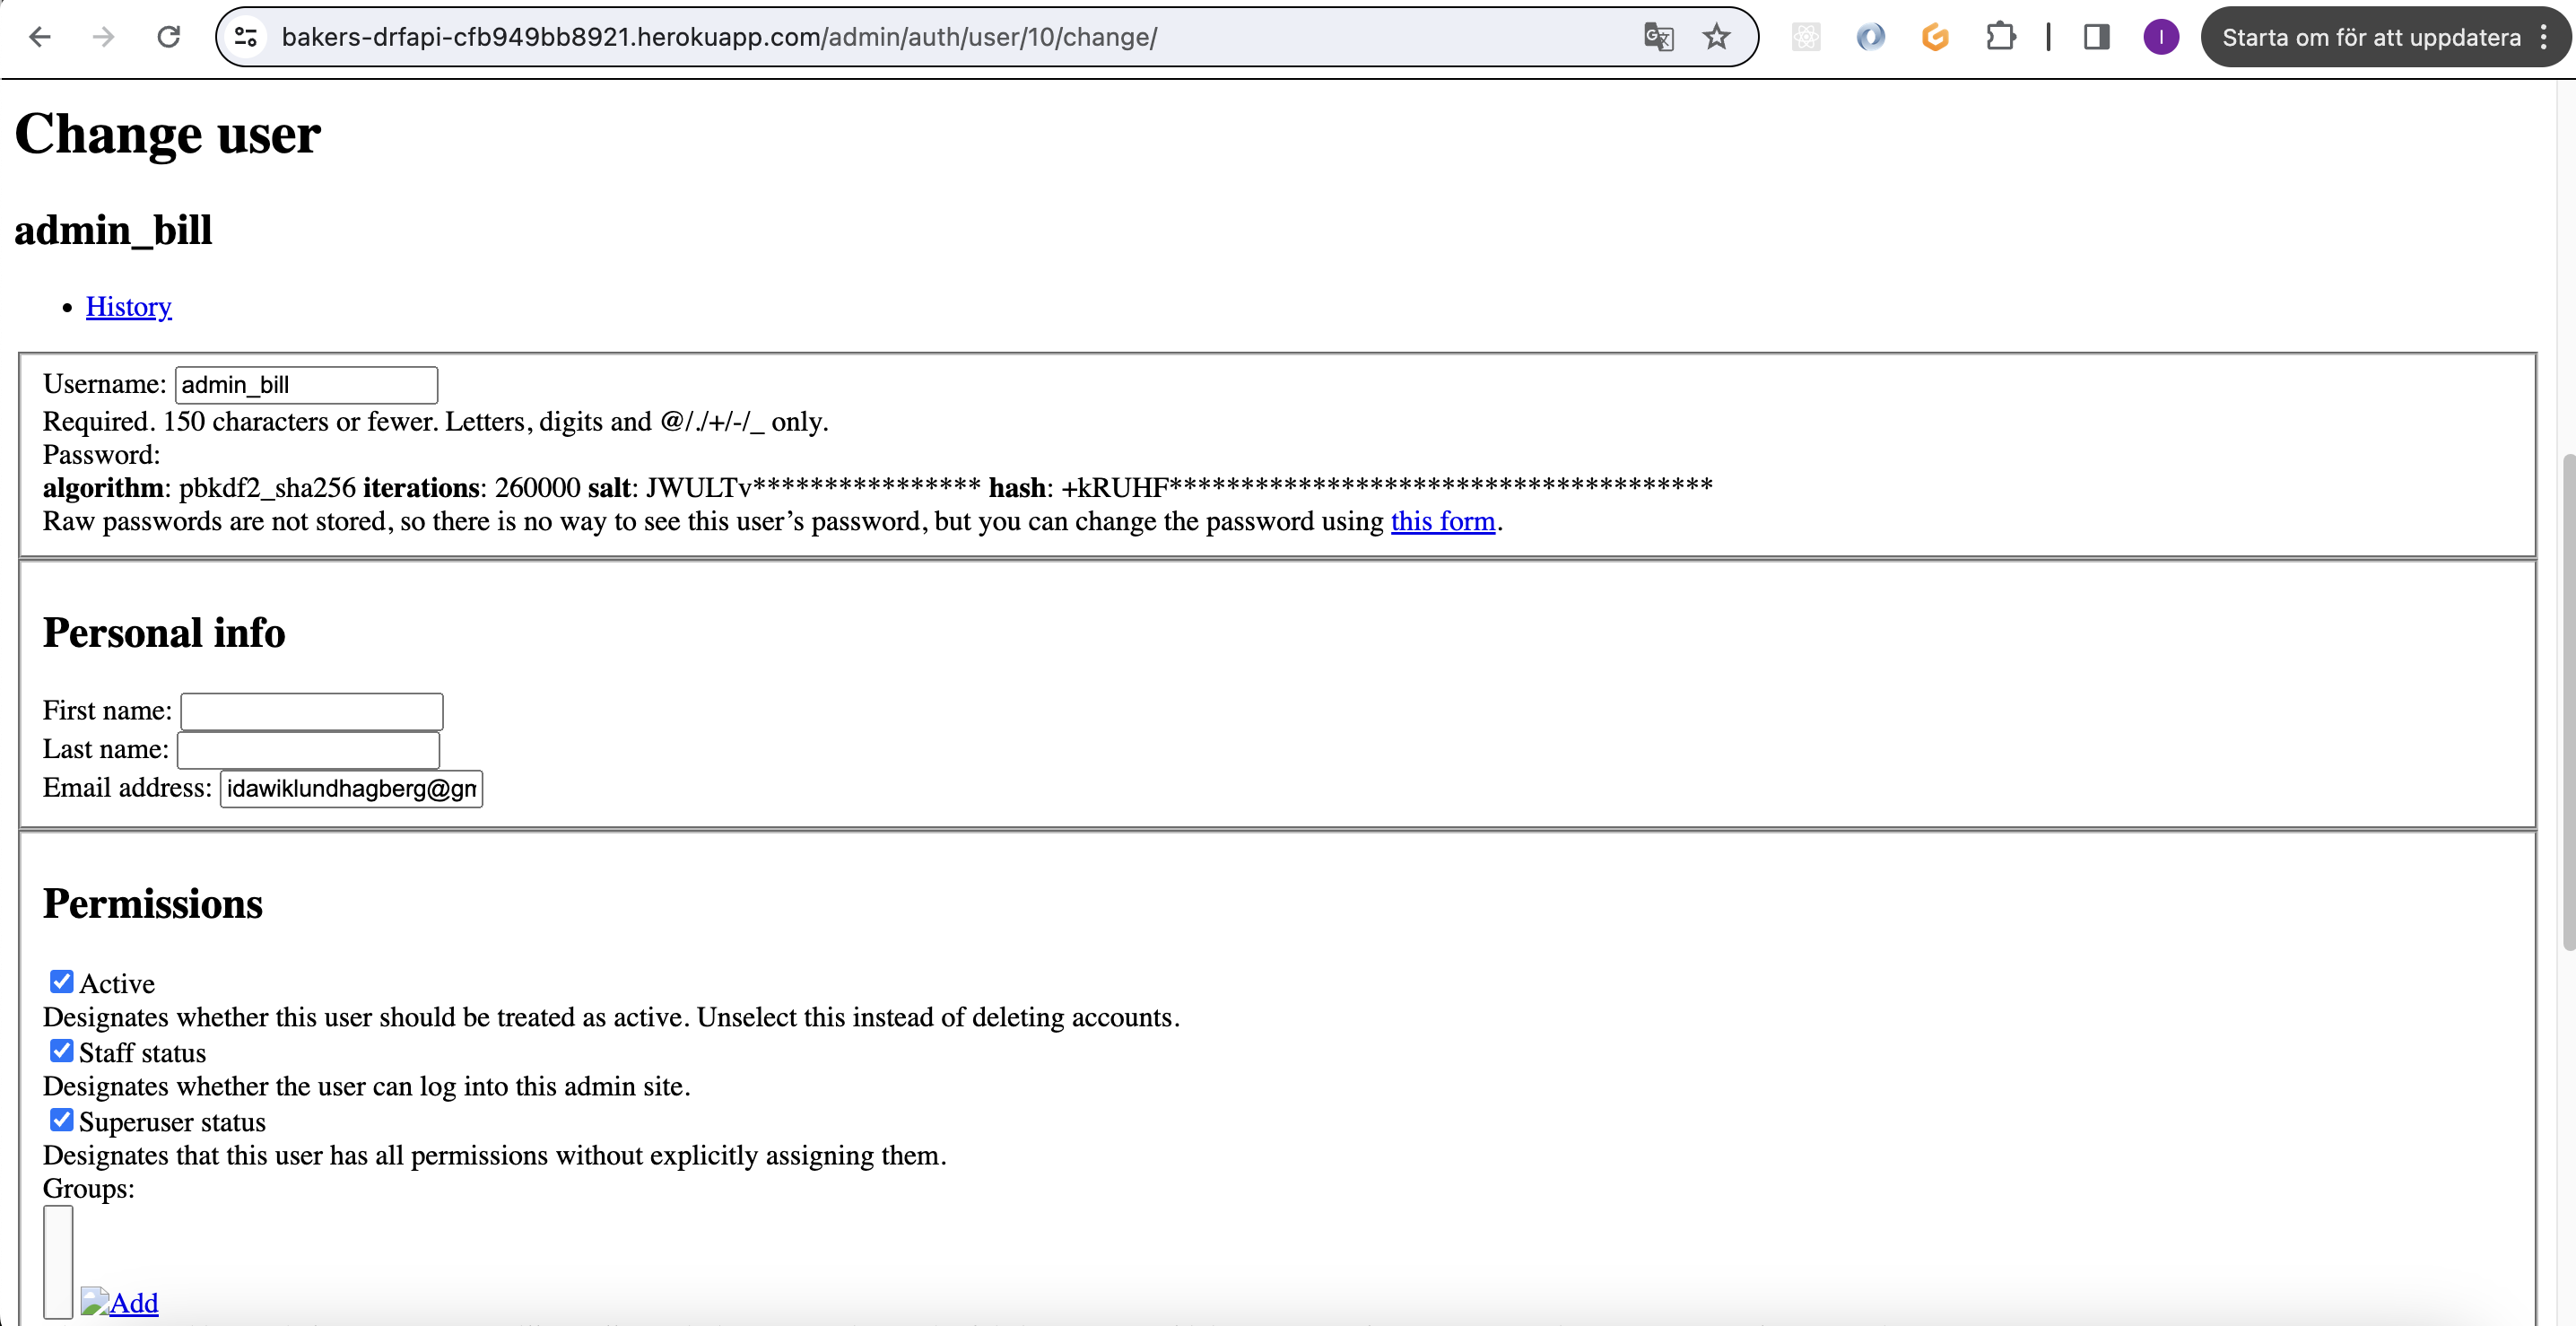 bakers-drfapi-cfb949bb8921.herokuapp.com/admin/auth/user/10/change/
I
Starta om för att uppdatera
Change user
admin_bill
History
Username: admin_bill
Required. 150 characters or fewer. Letters, digits and @/./+/-/_ only.
Password:
algorithm: pbkdf2_sha256 iterations: 260000 salt: JWULTv**************** hash: +kRUHF**************************************
Raw passwords are not stored, so there is no way to see this user’s password, but you can change the password using this form.
Personal info
First name:
Last name:
Email address: idawiklundhagberg@gm
Permissions
Active
Designates whether this user should be treated as active. Unselect this instead of deleting accounts.
Staff status
Designates whether the user can log into this admin site.
Superuser status
Designates that this user has all permissions without explicitly assigning them.
Groups:
Add